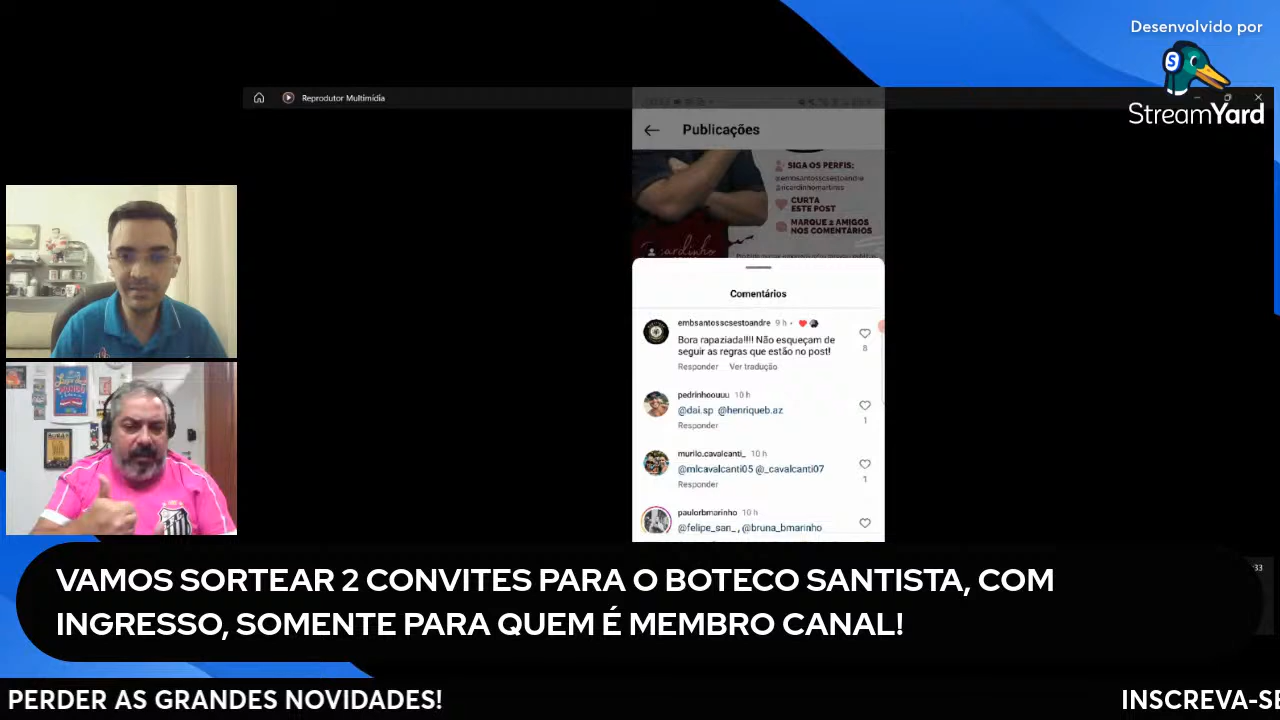 Desenvolvido por
StreamYard
Reprodutor Multimídia
Publicações
SIGA OS PERFIS:
@embsantosscsestoandre
@ricardinhomartins
CURTA
ESTE POST
MARQUE 2 AMIGOS
NOS COMENTÁRIOS
Comentários
embsantosscsestoandre 9 h
Bora rapaziada!!!! Não esqueçam de
seguir as regras que estão no post!
8
Responder Ver tradução
pedrinhoouuu 10 h
@dai.sp @henriqueb.az
1
Responder
murilo.cavalcanti_ 10 h
@mlcavalcanti05 @_cavalcanti07
1
Responder
paulorbmarinho 10 h
@felipe_san_, @bruna_bmarinho
VAMOS SORTEAR 2 CONVITES PARA O BOTECO SANTISTA, COM
INGRESSO, SOMENTE PARA QUEM É MEMBRO CANAL!
PERDER AS GRANDES NOVIDADES! INSCREVA-SE